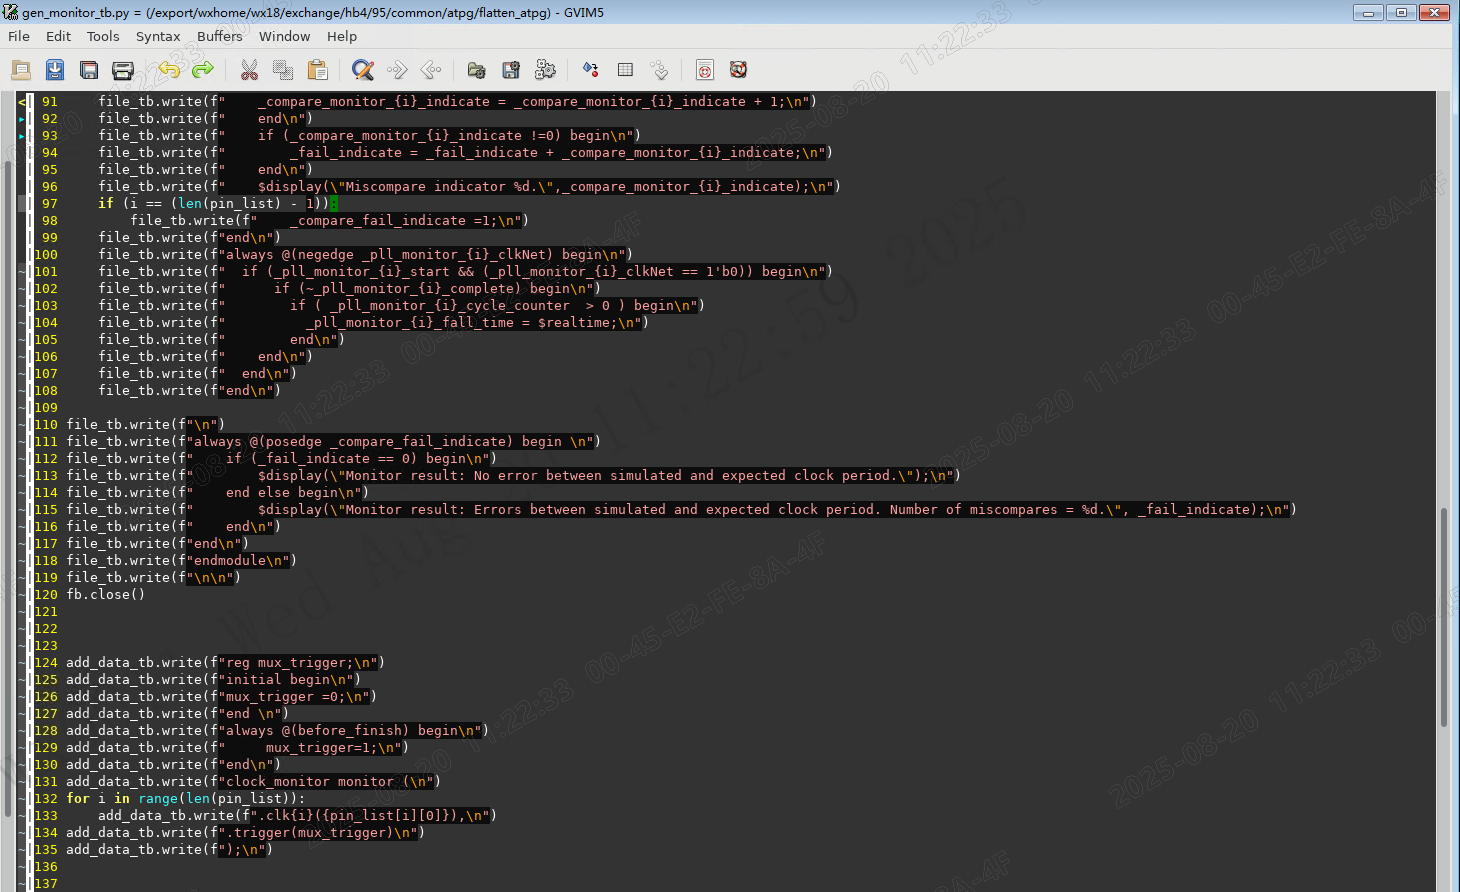 gen_monitor_tb.py = (/export/wxhome/wx18/exchange/hb4/95/common/atpg/flatten_atpg) - GVIM5
File Edit Tools Syntax Buffers Window Help
91     file_tb.write(f"    _compare_monitor_{i}_indicate = _compare_monitor_{i}_indicate + 1;\n")
92     file_tb.write(f"    end\n")
93     file_tb.write(f"    if (_compare_monitor_{i}_indicate !=0) begin\n")
94     file_tb.write(f"        _fail_indicate = _fail_indicate + _compare_monitor_{i}_indicate;\n")
95     file_tb.write(f"    end\n")
96     file_tb.write(f"    $display(\"Miscompare indicator %d.\",_compare_monitor_{i}_indicate);\n")
97     if (i == (len(pin_list) - 1)):
98         file_tb.write(f"    _compare_fail_indicate =1;\n")
99     file_tb.write(f"end\n")
100     file_tb.write(f"always @(negedge _pll_monitor_{i}_clkNet) begin\n")
101     file_tb.write(f"  if (_pll_monitor_{i}_start && (_pll_monitor_{i}_clkNet == 1'b0)) begin\n")
102     file_tb.write(f"      if (~_pll_monitor_{i}_complete) begin\n")
103     file_tb.write(f"        if ( _pll_monitor_{i}_cycle_counter  > 0 ) begin\n")
104     file_tb.write(f"          _pll_monitor_{i}_fall_time = $realtime;\n")
105     file_tb.write(f"        end\n")
106     file_tb.write(f"    end\n")
107     file_tb.write(f"  end\n")
108     file_tb.write(f"end\n")
109
110 file_tb.write(f"\n")
111 file_tb.write(f"always @(posedge _compare_fail_indicate) begin \n")
112 file_tb.write(f"    if (_fail_indicate == 0) begin\n")
113 file_tb.write(f"        $display(\"Monitor result: No error between simulated and expected clock period.\");\n")
114 file_tb.write(f"    end else begin\n")
115 file_tb.write(f"        $display(\"Monitor result: Errors between simulated and expected clock period. Number of miscompares = %d.\", _fail_indicate);\n")
116 file_tb.write(f"    end\n")
117 file_tb.write(f"end\n")
118 file_tb.write(f"endmodule\n")
119 file_tb.write(f"\n\n")
120 fb.close()
121
122
123
124 add_data_tb.write(f"reg mux_trigger;\n")
125 add_data_tb.write(f"initial begin\n")
126 add_data_tb.write(f"mux_trigger =0;\n")
127 add_data_tb.write(f"end \n")
128 add_data_tb.write(f"always @(before_finish) begin\n")
129 add_data_tb.write(f"     mux_trigger=1;\n")
130 add_data_tb.write(f"end\n")
131 add_data_tb.write(f"clock_monitor monitor (\n")
132 for i in range(len(pin_list)):
133     add_data_tb.write(f".clk{i}({pin_list[i][0]}),\n")
134 add_data_tb.write(f".trigger(mux_trigger)\n")
135 add_data_tb.write(f");\n")
136
137